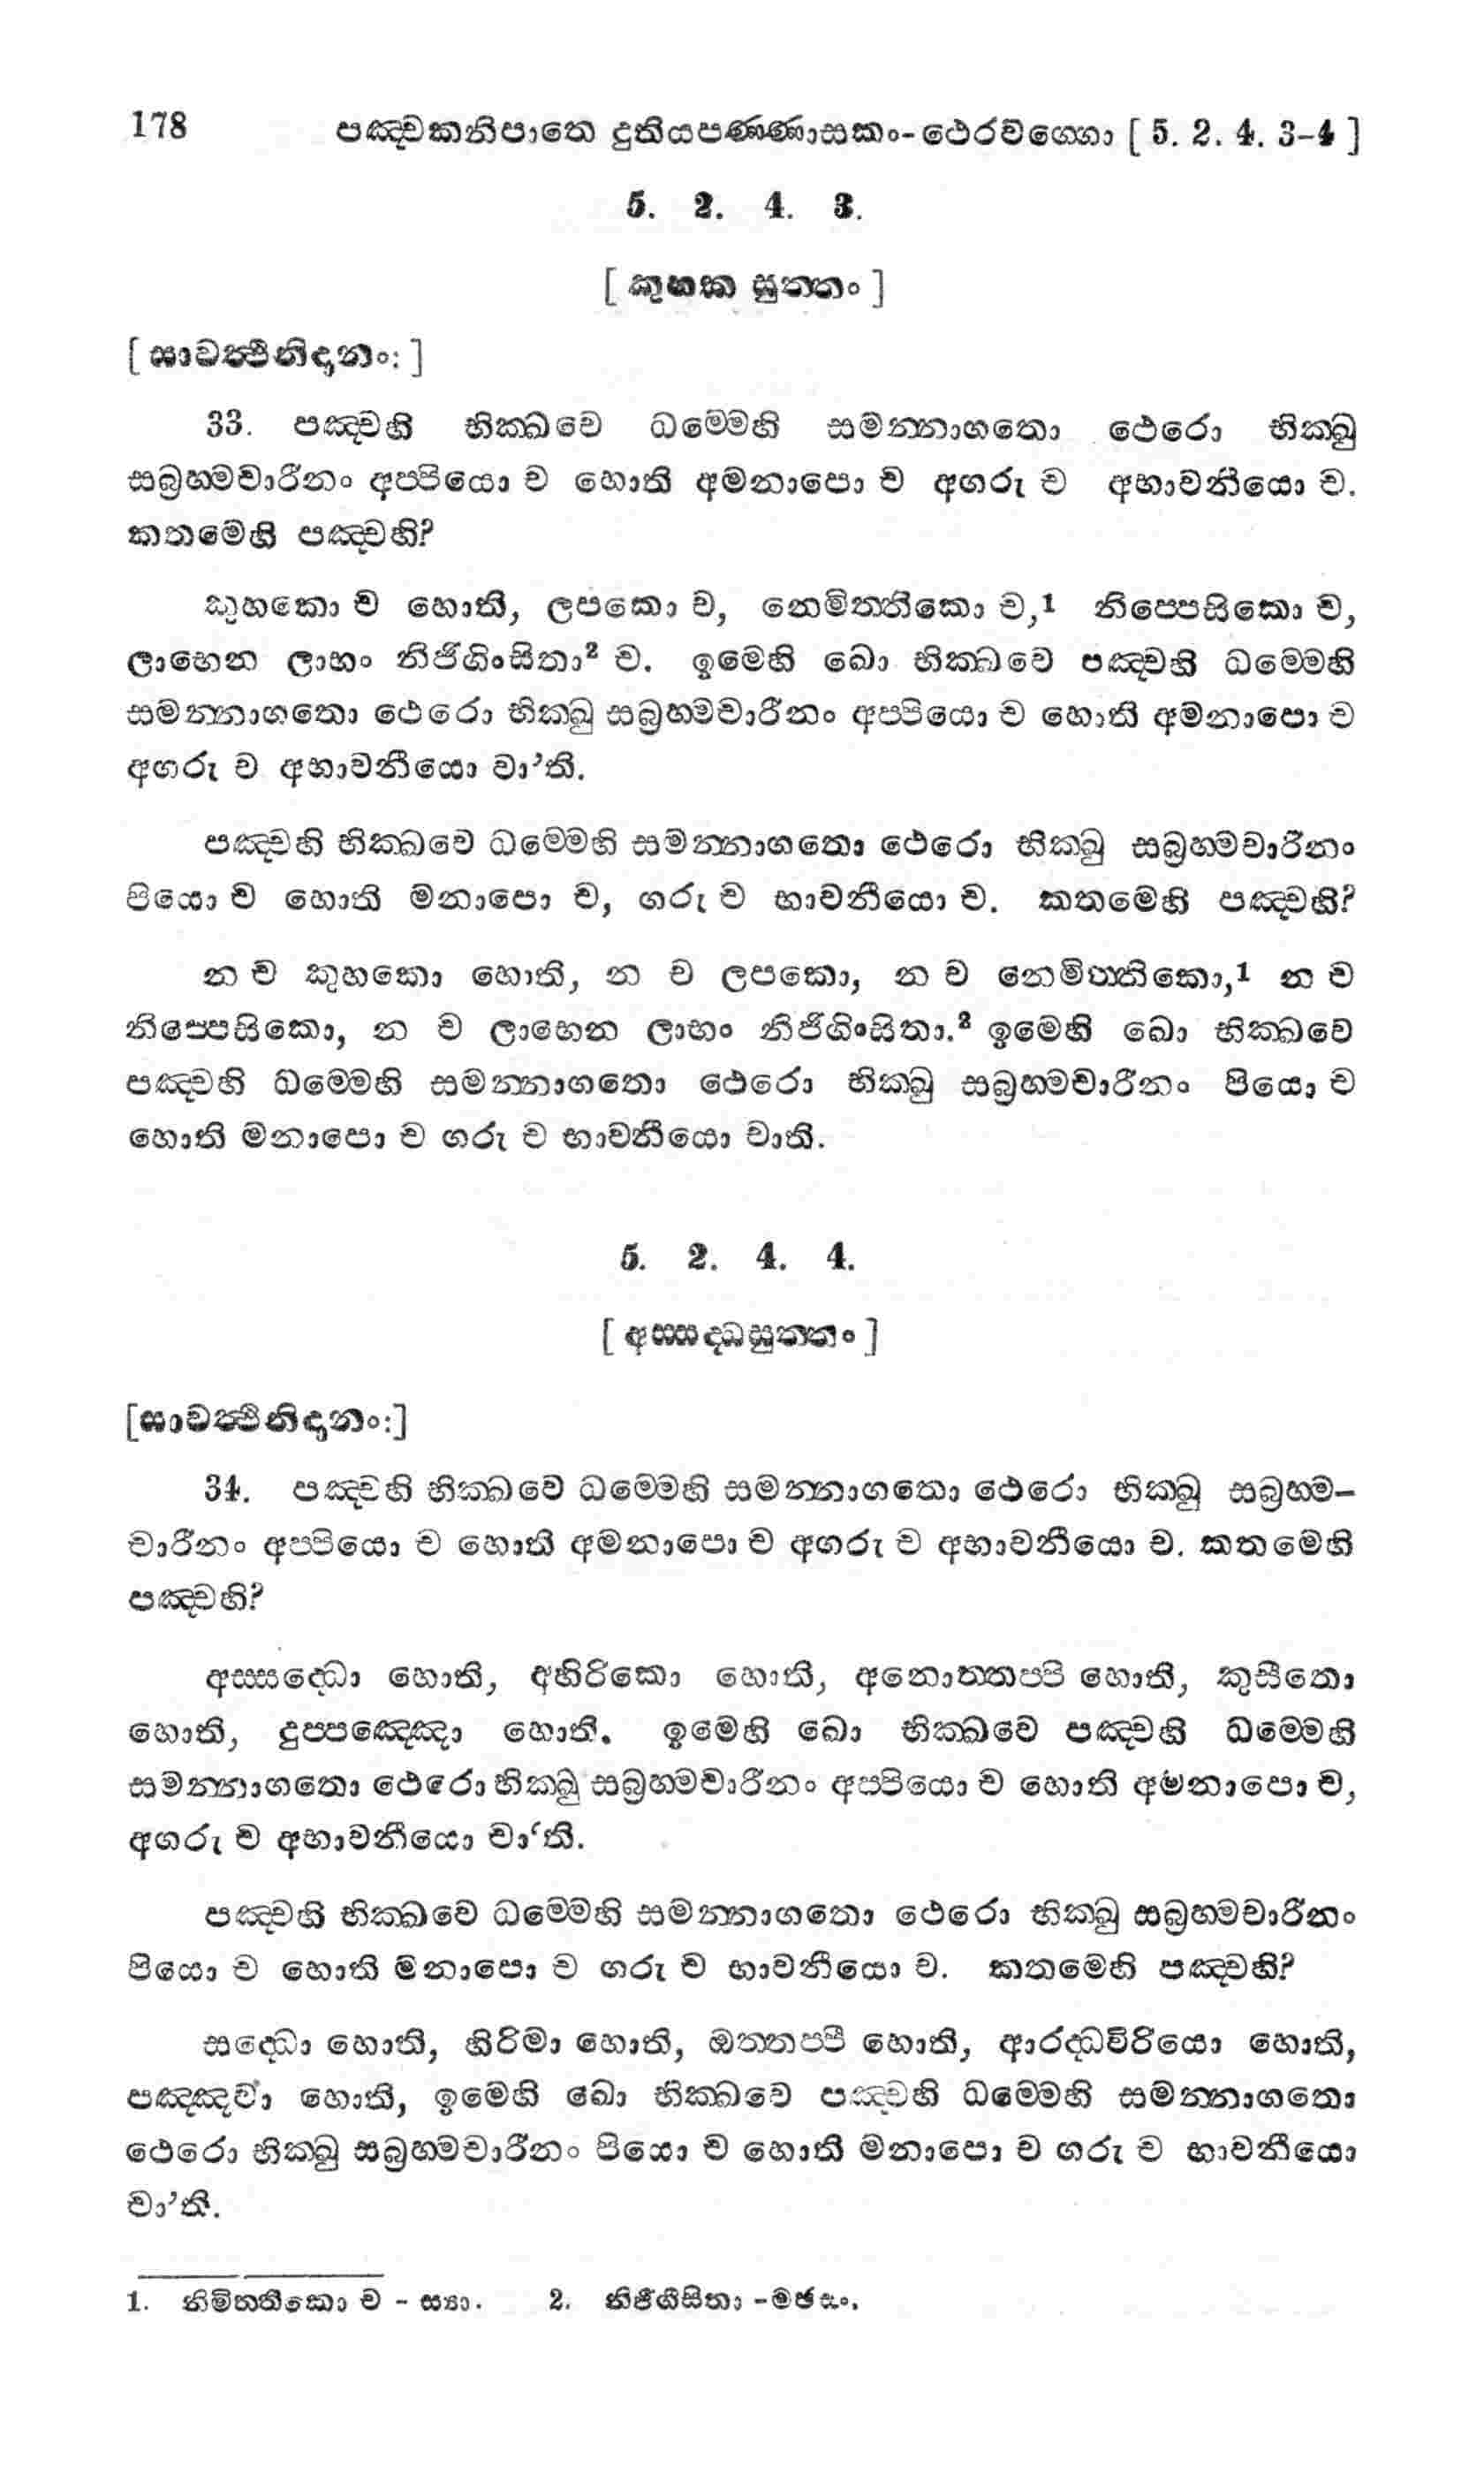 178 පඤ්චකනිපාතෙ දුතියපණ්ණාසකං-ථෙරවග්ගො [ 5. 2. 4. 3-4 ]
5. 2. 4. 3.
[ කුහක සුත්තං ]
[ සාවත්ථිනිදානං: ]
33. පඤ්චහි භික්ඛවෙ ධම්මෙහි සමන්නාගතො ථෙරො භික්ඛු
සබ්‍රහ්මචාරීනං අප්පියො ච හොති අමනාපො ච අගරු ච අභාවනීයො ච.
කතමෙහි පඤ්චහි?
කුහකො ච හොති, ලපකො ච, නෙමිත්තිකො ච,¹ නිප්පෙසිකො ච,
ලාභෙන ලාභං නිජිගිංසිතා² ච. ඉමෙහි ඛො භික්ඛවෙ පඤ්චහි ධම්මෙහි
සමන්නාගතො ථෙරො භික්ඛු සබ්‍රහ්මචාරීනං අප්පියො ච හොති අමනාපො ච
අගරු ච අභාවනීයො චා’ති.
පඤ්චහි භික්ඛවෙ ධම්මෙහි සමන්නාගතො ථෙරො භික්ඛු සබ්‍රහ්මචාරීනං
පියො ච හොති මනාපො ච, ගරු ච භාවනීයො ච. කතමෙහි පඤ්චහි?
න ච කුහකො හොති, න ච ලපකො, න ච නෙමිත්තිකො,¹ න ච
නිප්පෙසිකො, න ච ලාභෙන ලාභං නිජිගිංසිතා.² ඉමෙහි ඛො භික්ඛවෙ
පඤ්චහි ධම්මෙහි සමන්නාගතො ථෙරො භික්ඛු සබ්‍රහ්මචාරීනං පියො ච
හොති මනාපො ච ගරු ච භාවනීයො චාති.
5. 2. 4. 4.
[ අස්සද්ධසුත්තං ]
[සාවත්ථිනිදානං:]
34. පඤ්චහි භික්ඛවෙ ධම්මෙහි සමන්නාගතො ථෙරො භික්ඛු සබ්‍රහ්ම-
චාරීනං අප්පියො ච හොති අමනාපො ච අගරු ච අභාවනීයො ච. කතමෙහි
පඤ්චහි?
අස්සද්ධො හොති, අහිරිකො හොති, අනොත්තප්පි හොති, කුසීතො
හොති, දුප්පඤ්ඤො හොති. ඉමෙහි ඛො භික්ඛවෙ පඤ්චහි ධම්මෙහි
සමන්නාගතො ථෙරො භික්ඛු සබ්‍රහ්මචාරීනං අප්පියො ච හොති අමනාපො ච,
අගරු ච අභාවනීයො චා‘ති.
පඤ්චහි භික්ඛවෙ ධම්මෙහි සමන්නාගතො ථෙරො භික්ඛු සබ්‍රහ්මචාරීනං
පියො ච හොති මනාපො ච ගරු ච භාවනීයො ච. කතමෙහි පඤ්චහි?
සද්ධො හොති, හිරිමා හොති, ඔත්තප්පී හොති, ආරද්ධවිරියො හොති,
පඤ්ඤවා හොති, ඉමෙහි ඛො භික්ඛවෙ පඤ්චහි ධම්මෙහි සමන්නාගතො
ථෙරො භික්ඛු සබ්‍රහ්මචාරීනං පියො ච හොති මනාපො ච ගරු ච භාවනීයො
චා’ති.
1. නිමිත්තිකො ච - ස්‍යා. 2. නිජිගීසිතා -මඡසං.